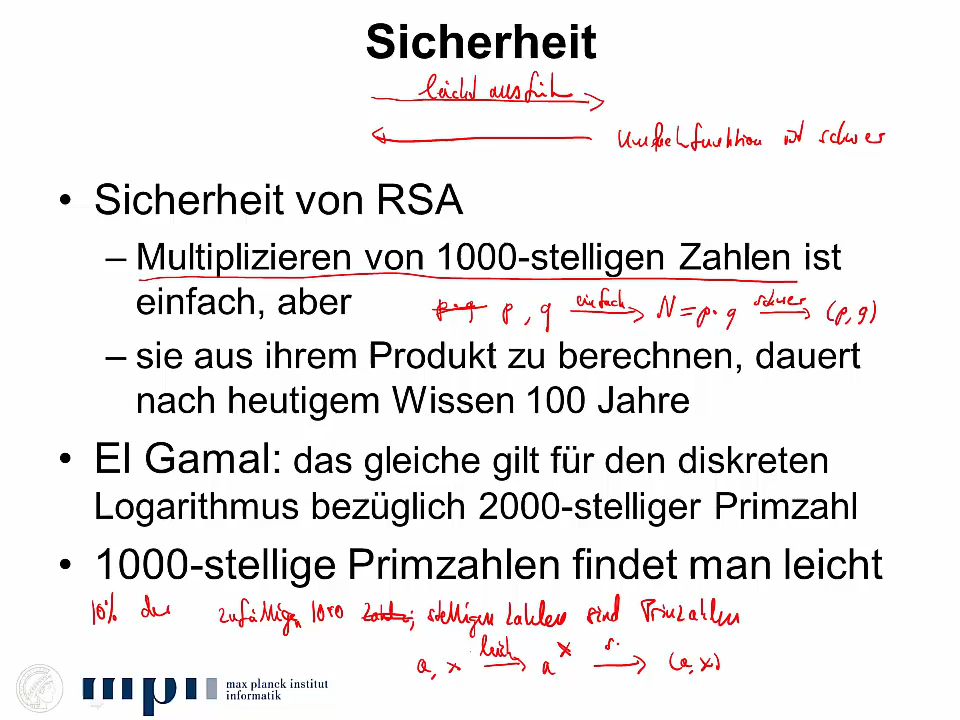 Sicherheit
leicht ausfüh
Umkehrfunktion ist schwer
• Sicherheit von RSA
– Multiplizieren von 1000-stelligen Zahlen ist
einfach, aber
p·q p, q einfach N = p·q schwer (p, q)
– sie aus ihrem Produkt zu berechnen, dauert
nach heutigem Wissen 100 Jahre
• El Gamal: das gleiche gilt für den diskreten
Logarithmus bezüglich 2000-stelliger Primzahl
• 1000-stellige Primzahlen findet man leicht
10% der zufälligen 1000 stelligen Zahlen sind Primzahlen
a, x leich a^x s. (a, x)
max planck institut
informatik